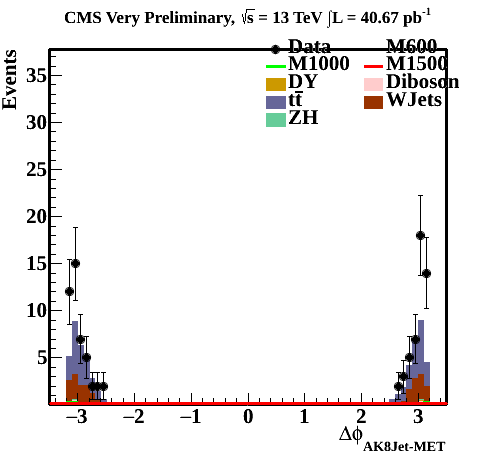 CMS Very Preliminary, √s = 13 TeV ∫L = 40.67 pb⁻¹
Events
Data M600
M1000 M1500
DY Diboson
tt̄ WJets
ZH
35
30
25
20
15
10
5
−3 −2 −1 0 1 2 3
Δϕ AK8Jet-MET